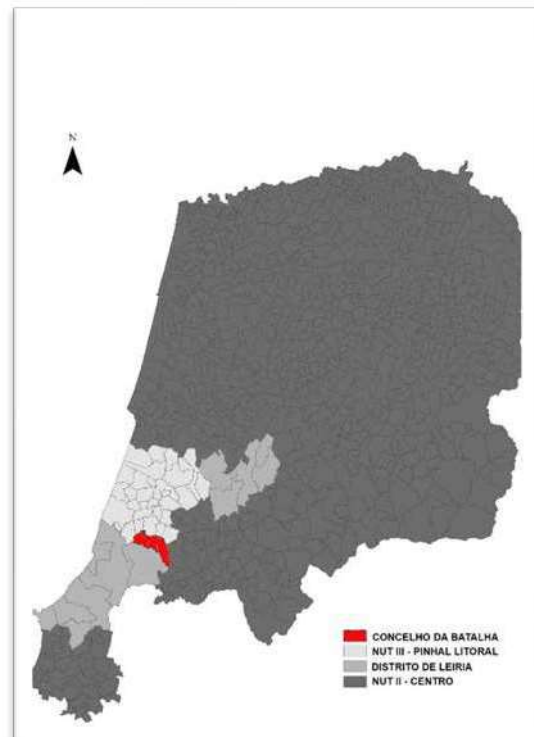 N
CONCELHO DA BATALHA
NUT III - PINHAL LITORAL
DISTRITO DE LEIRIA
NUT II - CENTRO